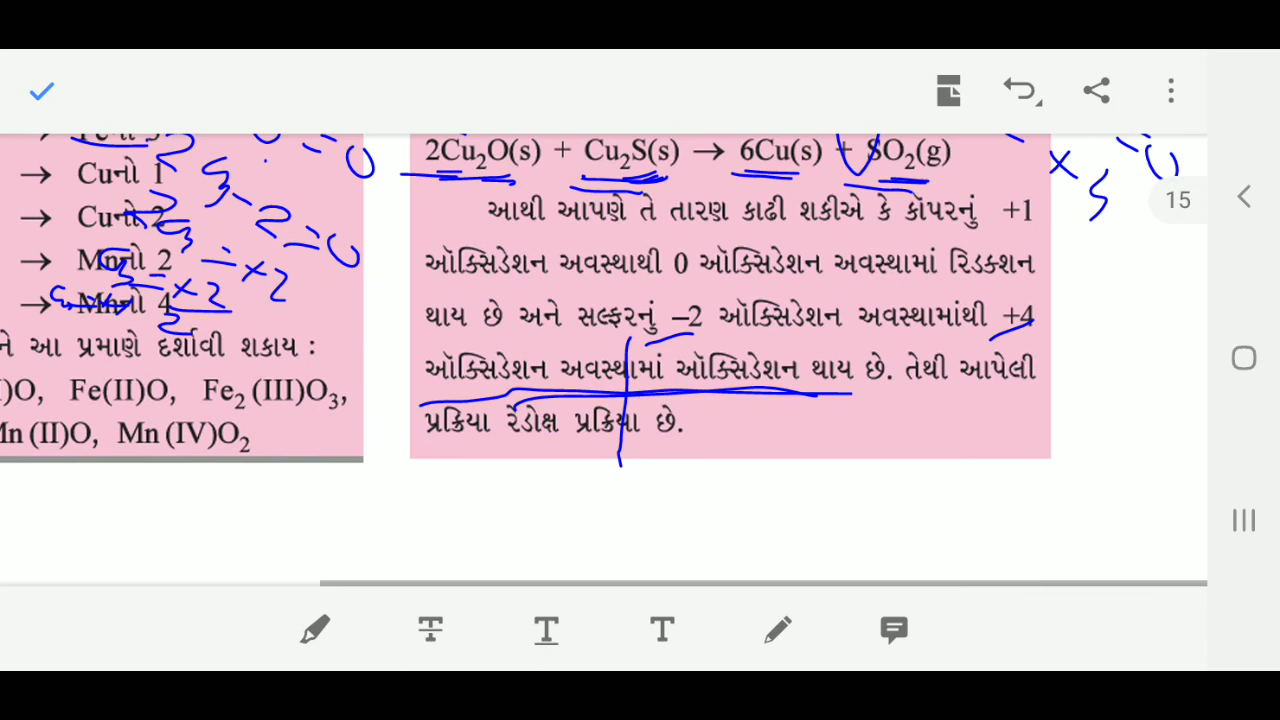 → Cuનો 1
→ Cuનો 2
→ Mnનો 2
→ Mnનો 4
ને આ પ્રમાણે દર્શાવી શકાય :
)O, Fe(II)O, Fe₂(III)O₃,
Mn(II)O, Mn(IV)O₂
2Cu₂O(s) + Cu₂S(s) → 6Cu(s) + SO₂(g)
આથી આપણે તે તારણ કાઢી શકીએ કે કૉપરનું +1
ઑક્સિડેશન અવસ્થાથી 0 ઑક્સિડેશન અવસ્થામાં રિડક્શન
થાય છે અને સલ્ફરનું –2 ઑક્સિડેશન અવસ્થામાંથી +4
ઑક્સિડેશન અવસ્થામાં ઑક્સિડેશન થાય છે. તેથી આપેલી
પ્રક્રિયા રેડોક્ષ પ્રક્રિયા છે.
15